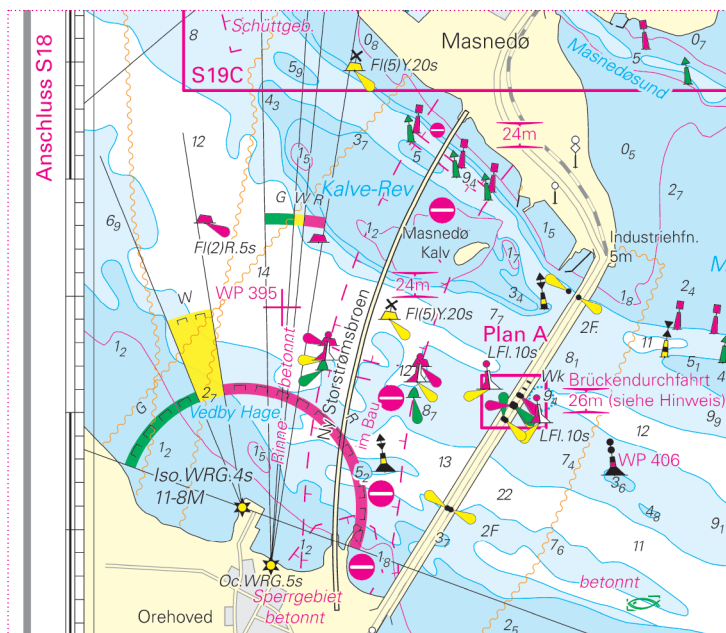 Anschluss S18
8
Schüttgeb.
0₈
Masnedø
0₇
5
S19C
Fl(5)Y.20s
Masnedøsund
5₉
4₃
24m
12
1₅
5
9₄
0₅
2₇
Kalve-Rev
G
W
R
6₉
Fl(2)R.5s
1₂
Masnedø
Kalv
1₅
Industriehfn.
5m
14
1₇
24m
3₄
1₈
2₄
W
WP 395
Fl(5)Y.20s
7₇
2F.
Plan A
LFl.10s
8₁
11
5₁
4
1₂
Rinne betonnt
Ny Storstrømsbroen
12
Wk
Brückendurchfahrt
26m (siehe Hinweis)
9₁
9₉
2₇
Vedby Hage
G
R
im Bau
8₁
LFl.10s
12
1₂
1₅
5₂
13
7₄
WP 406
3₆
Iso.WRG.4s
11-8M
22
4₈
2F
3₇
7₆
11
1₂
1₈
Oc.WRG.5s
betonnt
Sperrgebiet
betonnt
Orehoved
2₅